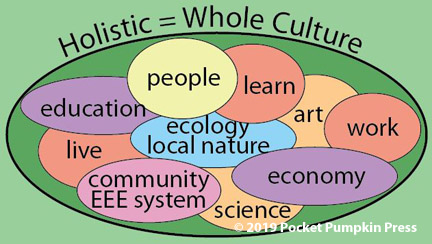 Holistic = Whole Culture
people
learn
education
ecology
local nature
art
work
live
community
EEE system
economy
science
© 2019 Pocket Pumpkin Press